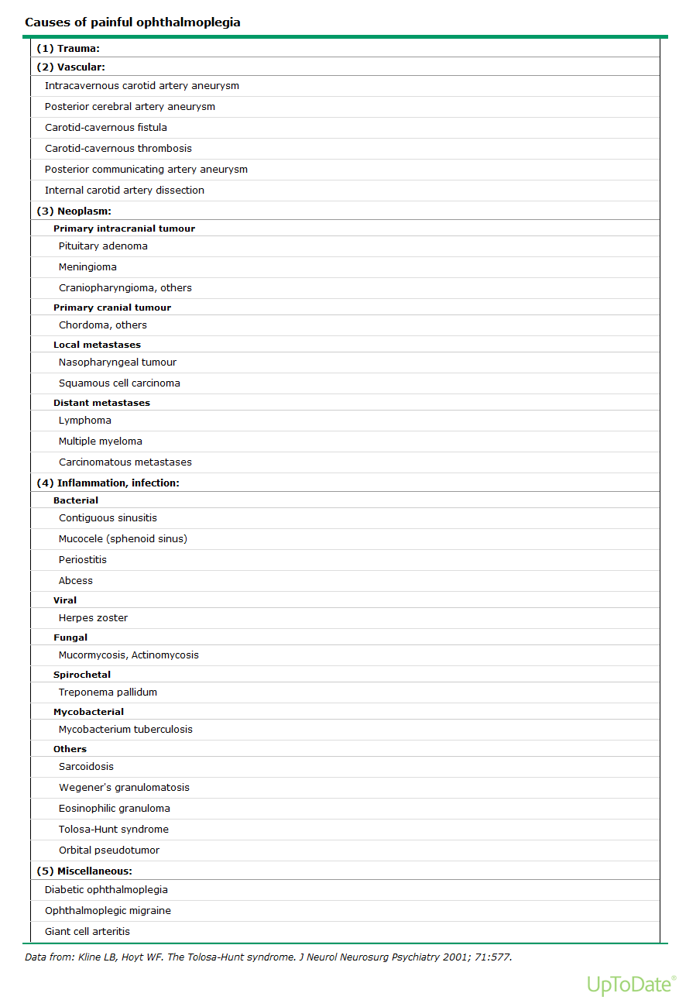 Causes of painful ophthalmoplegia
(1) Trauma:
(2) Vascular:
Intracavernous carotid artery aneurysm
Posterior cerebral artery aneurysm
Carotid-cavernous fistula
Carotid-cavernous thrombosis
Posterior communicating artery aneurysm
Internal carotid artery dissection
(3) Neoplasm:
Primary intracranial tumour
Pituitary adenoma
Meningioma
Craniopharyngioma, others
Primary cranial tumour
Chordoma, others
Local metastases
Nasopharyngeal tumour
Squamous cell carcinoma
Distant metastases
Lymphoma
Multiple myeloma
Carcinomatous metastases
(4) Inflammation, infection:
Bacterial
Contiguous sinusitis
Mucocele (sphenoid sinus)
Periostitis
Abcess
Viral
Herpes zoster
Fungal
Mucormycosis, Actinomycosis
Spirochetal
Treponema pallidum
Mycobacterial
Mycobacterium tuberculosis
Others
Sarcoidosis
Wegener's granulomatosis
Eosinophilic granuloma
Tolosa-Hunt syndrome
Orbital pseudotumor
(5) Miscellaneous:
Diabetic ophthalmoplegia
Ophthalmoplegic migraine
Giant cell arteritis
Data from: Kline LB, Hoyt WF. The Tolosa-Hunt syndrome. J Neurol Neurosurg Psychiatry 2001; 71:577.
UpToDate®